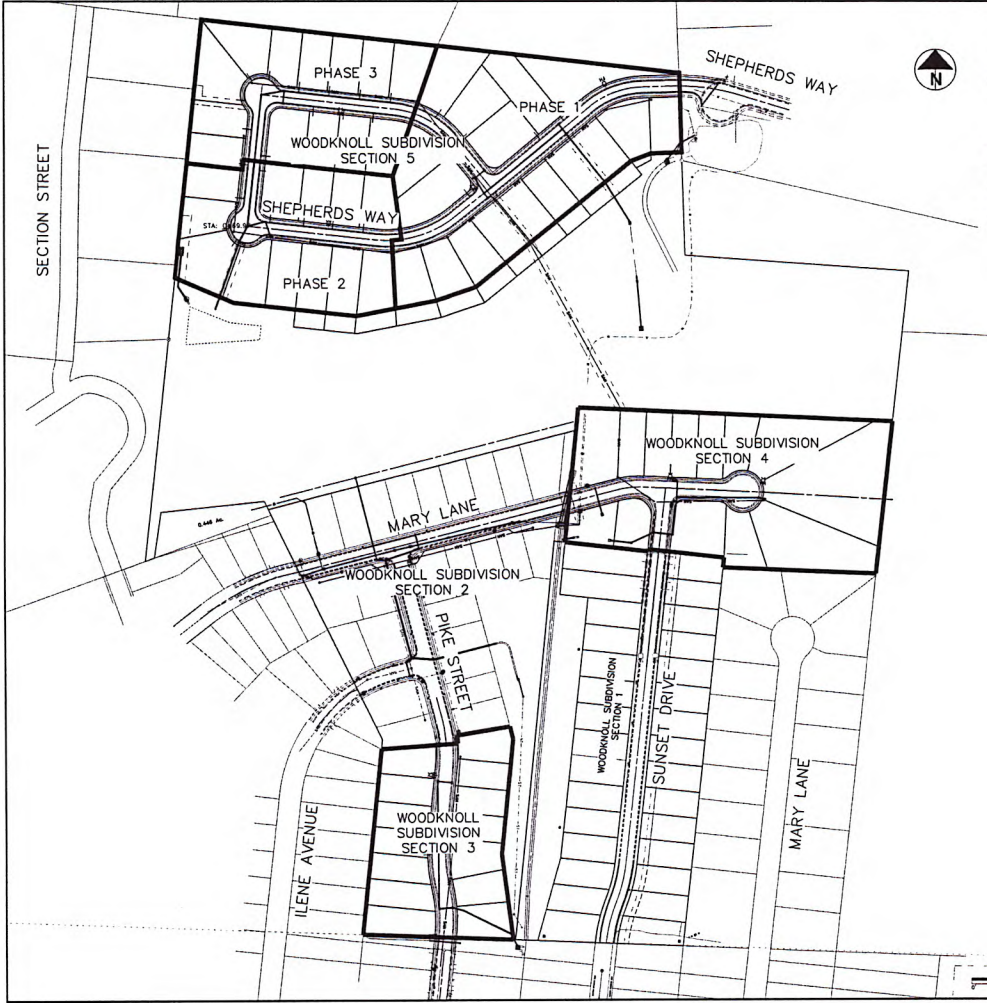 SHEPHERDS WAY
N
PHASE 3
PHASE 1
WOODKNOLL SUBDIVISION
SECTION 5
SECTION STREET
SHEPHERDS WAY
PHASE 2
WOODKNOLL SUBDIVISION
SECTION 4
MARY LANE
WOODKNOLL SUBDIVISION
SECTION 2
PIKE STREET
WOODKNOLL SUBDIVISION
SECTION 1
SUNSET DRIVE
MARY LANE
ILENE AVENUE
WOODKNOLL
SUBDIVISION
SECTION 3